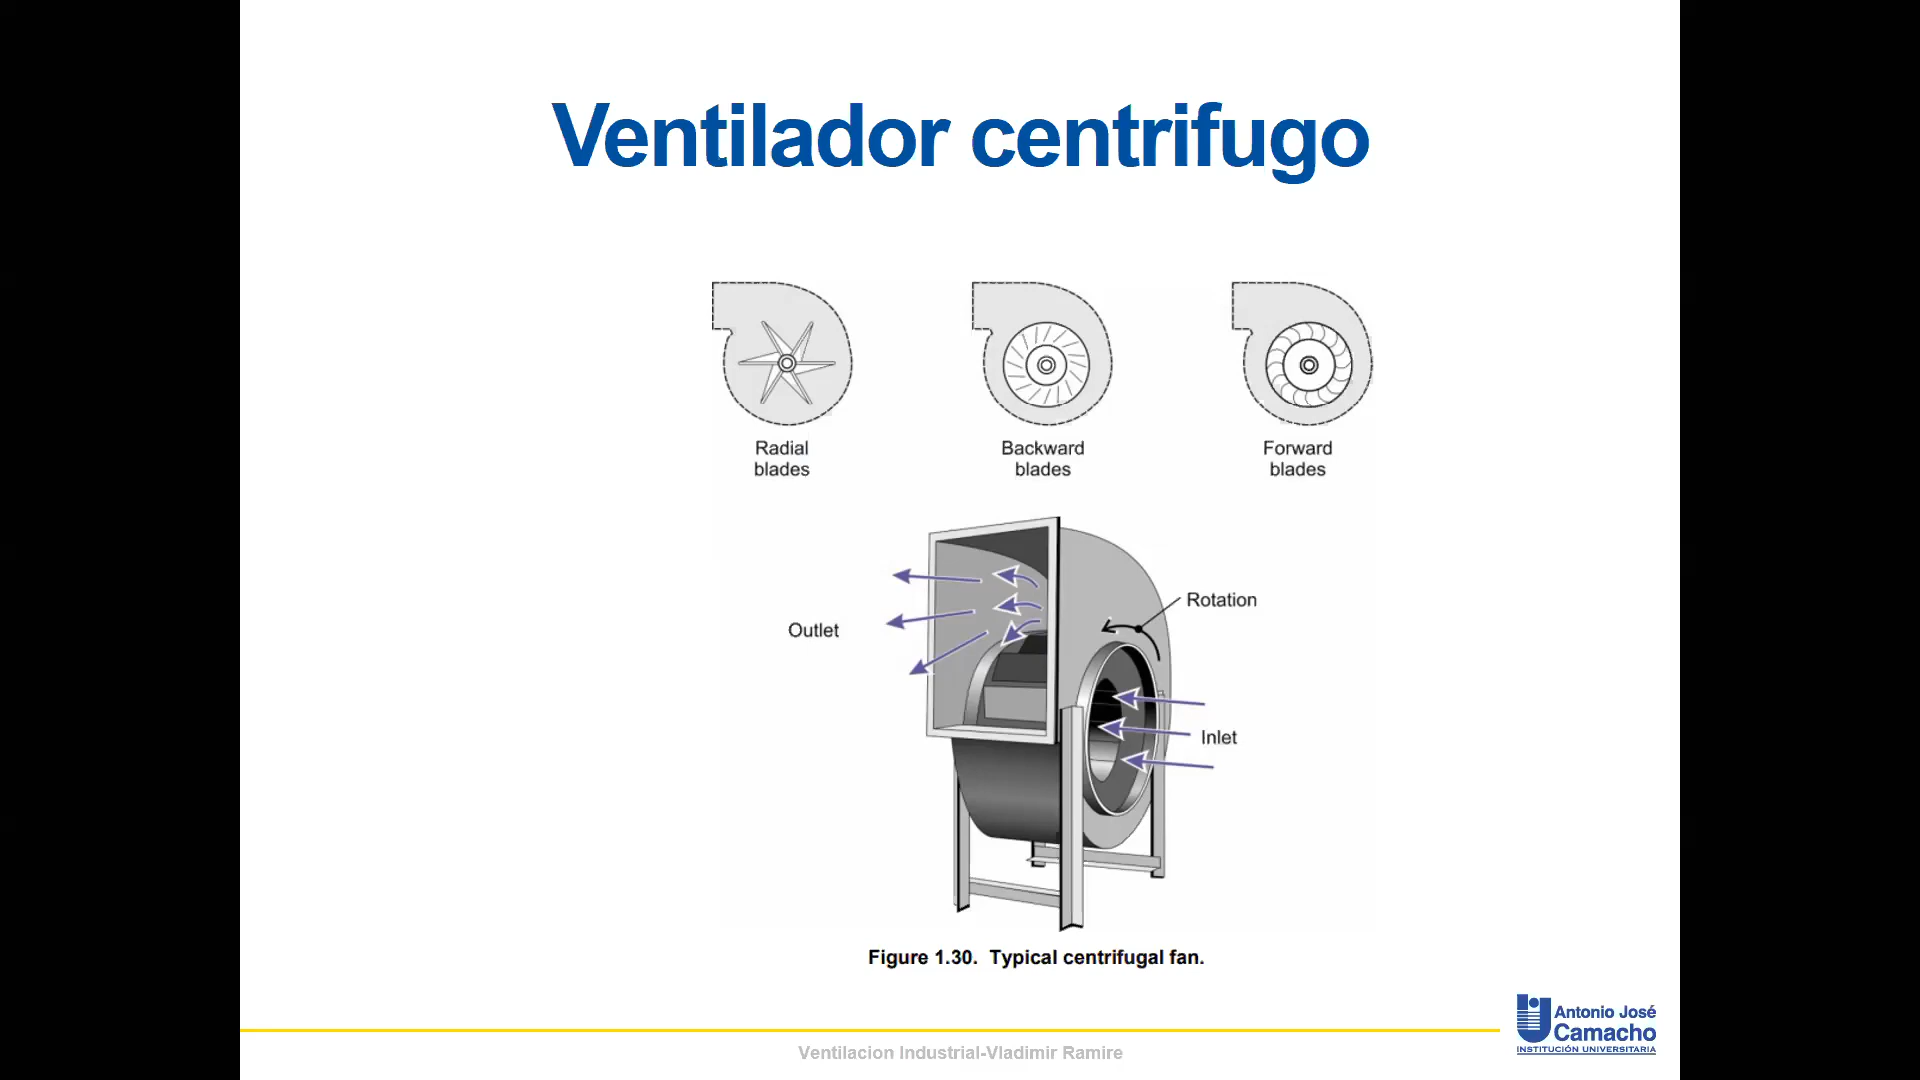 Ventilador centrifugo
Radial
blades
Backward
blades
Forward
blades
Rotation
Outlet
Inlet
Figure 1.30. Typical centrifugal fan.
Antonio José
Camacho
INSTITUCIÓN UNIVERSITARIA
Ventilacion Industrial-Vladimir Ramire